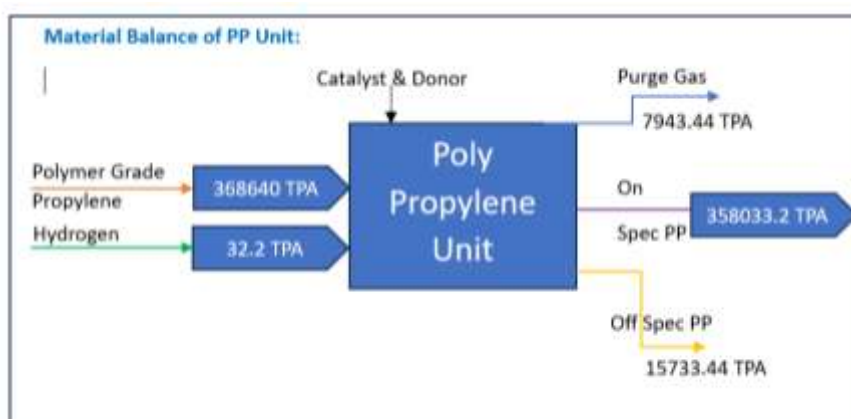 Material Balance of PP Unit:
Catalyst & Donor
Purge Gas
7943.44 TPA
Polymer Grade
Propylene
368640 TPA
Hydrogen
32.2 TPA
Poly
Propylene
Unit
On
Spec PP
358033.2 TPA
Off Spec PP
15733.44 TPA